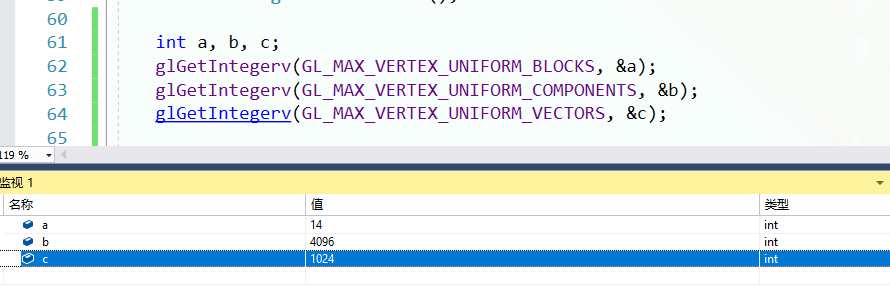 60
61 int a, b, c;
62 glGetIntegerv(GL_MAX_VERTEX_UNIFORM_BLOCKS, &a);
63 glGetIntegerv(GL_MAX_VERTEX_UNIFORM_COMPONENTS, &b);
64 glGetIntegerv(GL_MAX_VERTEX_UNIFORM_VECTORS, &c);
65
119 %
监视 1
名称 值 类型
a 14 int
b 4096 int
c 1024 int